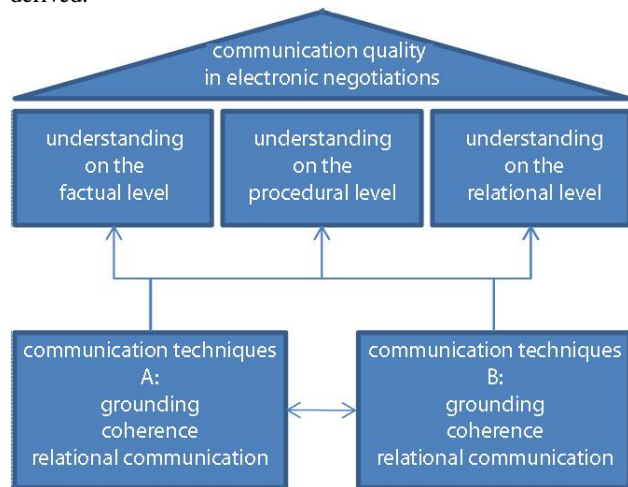 derived.
communication quality
in electronic negotiations
understanding
on the
factual level
understanding
on the
procedural level
understanding
on the
relational level
communication techniques
A:
grounding
coherence
relational communication
communication techniques
B:
grounding
coherence
relational communication